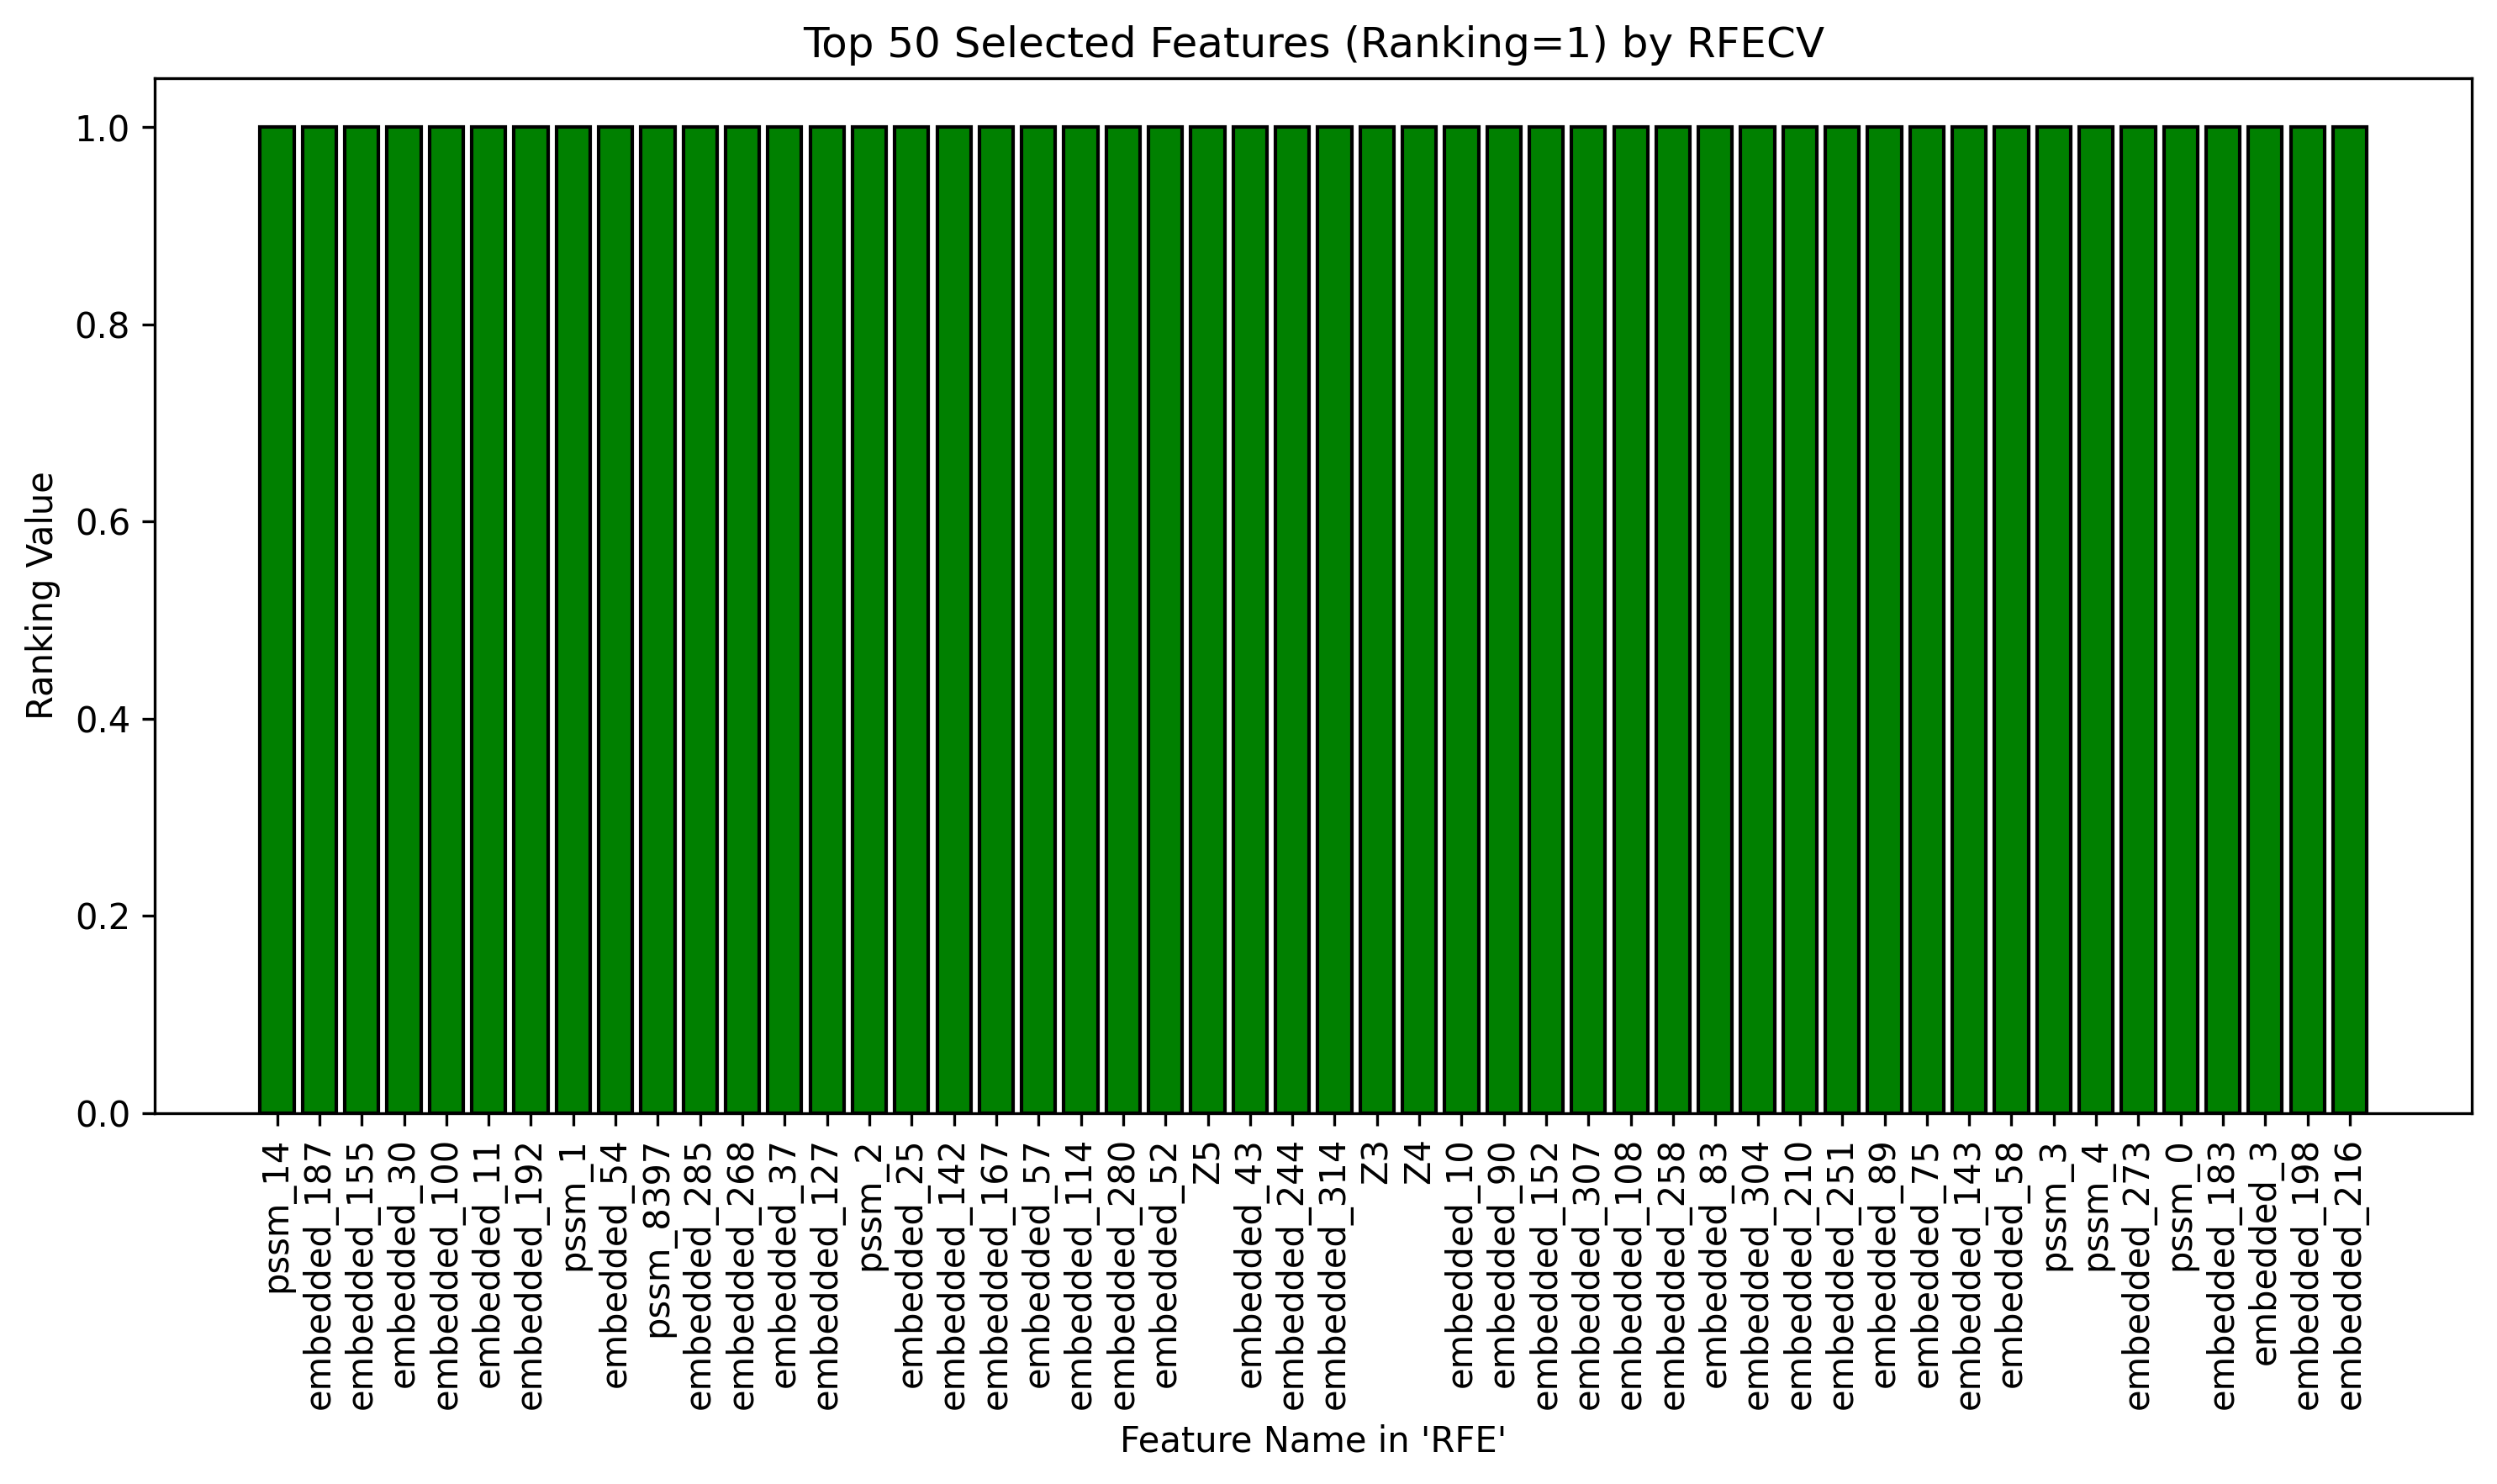 Top 50 Selected Features (Ranking=1) by RFECV
Ranking Value
1.0
0.8
0.6
0.4
0.2
0.0
pssm_14
embedded_187
embedded_155
embedded_30
embedded_100
embedded_11
embedded_192
pssm_1
embedded_54
pssm_8397
embedded_285
embedded_268
embedded_37
embedded_127
pssm_2
embedded_25
embedded_142
embedded_167
embedded_57
embedded_114
embedded_280
embedded_52
Z5
embedded_43
embedded_244
embedded_314
Z3
Z4
embedded_10
embedded_90
embedded_152
embedded_307
embedded_108
embedded_258
embedded_83
embedded_304
embedded_210
embedded_251
embedded_89
embedded_75
embedded_143
embedded_58
pssm_3
pssm_4
embedded_273
pssm_0
embedded_183
embedded_3
embedded_198
embedded_216
Feature Name in 'RFE'